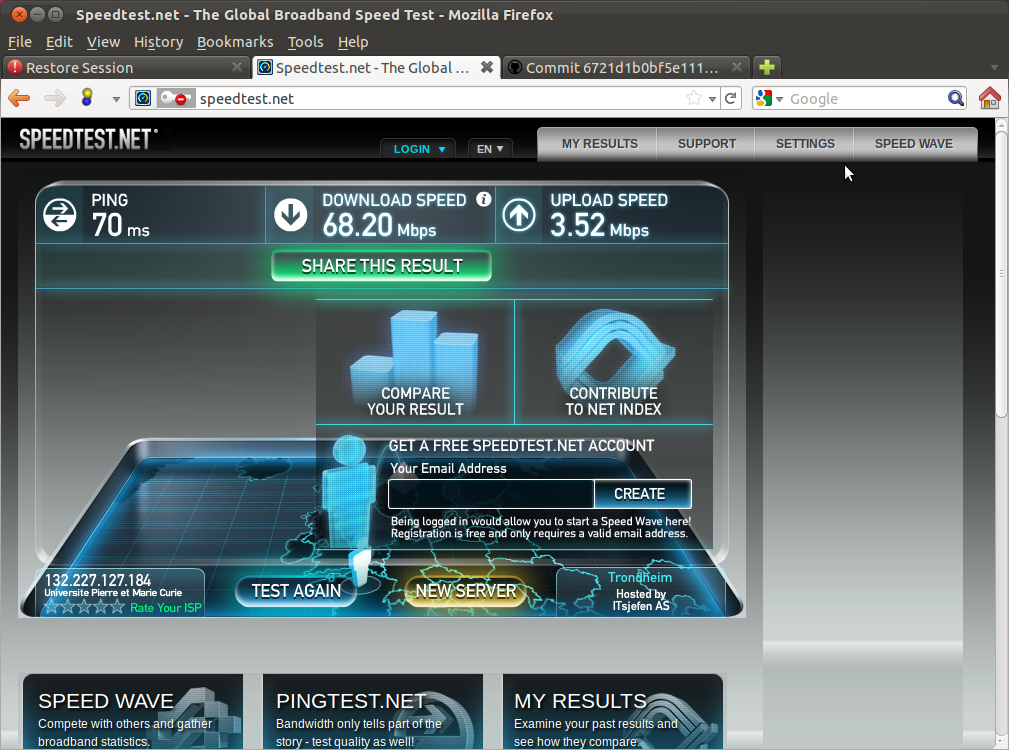 Speedtest.net - The Global Broadband Speed Test - Mozilla Firefox
File Edit View History Bookmarks Tools Help
Restore Session
Speedtest.net - The Global ...
Commit 6721d1b0bf5e111...
speedtest.net
Google
SPEEDTEST.NET
LOGIN
EN
MY RESULTS
SUPPORT
SETTINGS
SPEED WAVE
PING
70 ms
DOWNLOAD SPEED
68.20 Mbps
UPLOAD SPEED
3.52 Mbps
SHARE THIS RESULT
COMPARE
YOUR RESULT
CONTRIBUTE
TO NET INDEX
GET A FREE SPEEDTEST.NET ACCOUNT
Your Email Address
CREATE
Being logged in would allow you to start a Speed Wave here!
Registration is free and only requires a valid email address.
132.227.127.184
Universite Pierre et Marie Curie
Rate Your ISP
TEST AGAIN
NEW SERVER
Trondheim
Hosted by
ITsjefen AS
SPEED WAVE
Compete with others and gather
broadband statistics.
PINGTEST.NET
Bandwidth only tells part of the
story - test quality as well!
MY RESULTS
Examine your past results and
see how they compare.